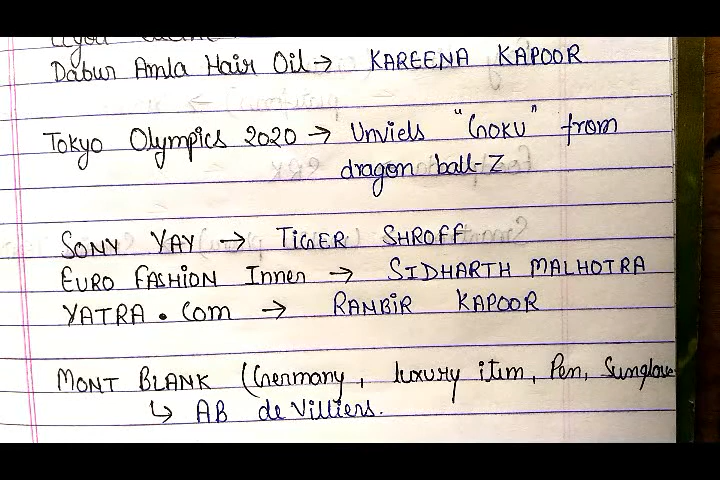 Dabur Amla Hair Oil → KAREENA KAPOOR
Tokyo Olympics 2020 → Unviels "GOKU" from
dragon ball-Z
SONY YAY → TIGER SHROFF
EURO FASHION Inner → SIDHARTH MALHOTRA
YATRA.com → RANBIR KAPOOR
MONT BLANK (Germany, luxury item, Pen,
↳ AB de Villiers.